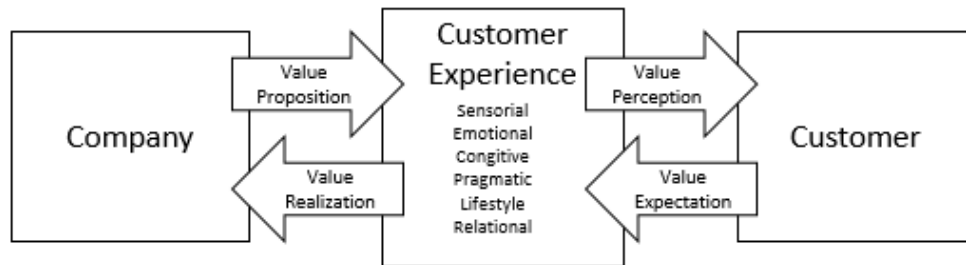 Company
Value
Proposition
Value
Realization
Customer
Experience
Sensorial
Emotional
Congitive
Pragmatic
Lifestyle
Relational
Value
Perception
Value
Expectation
Customer